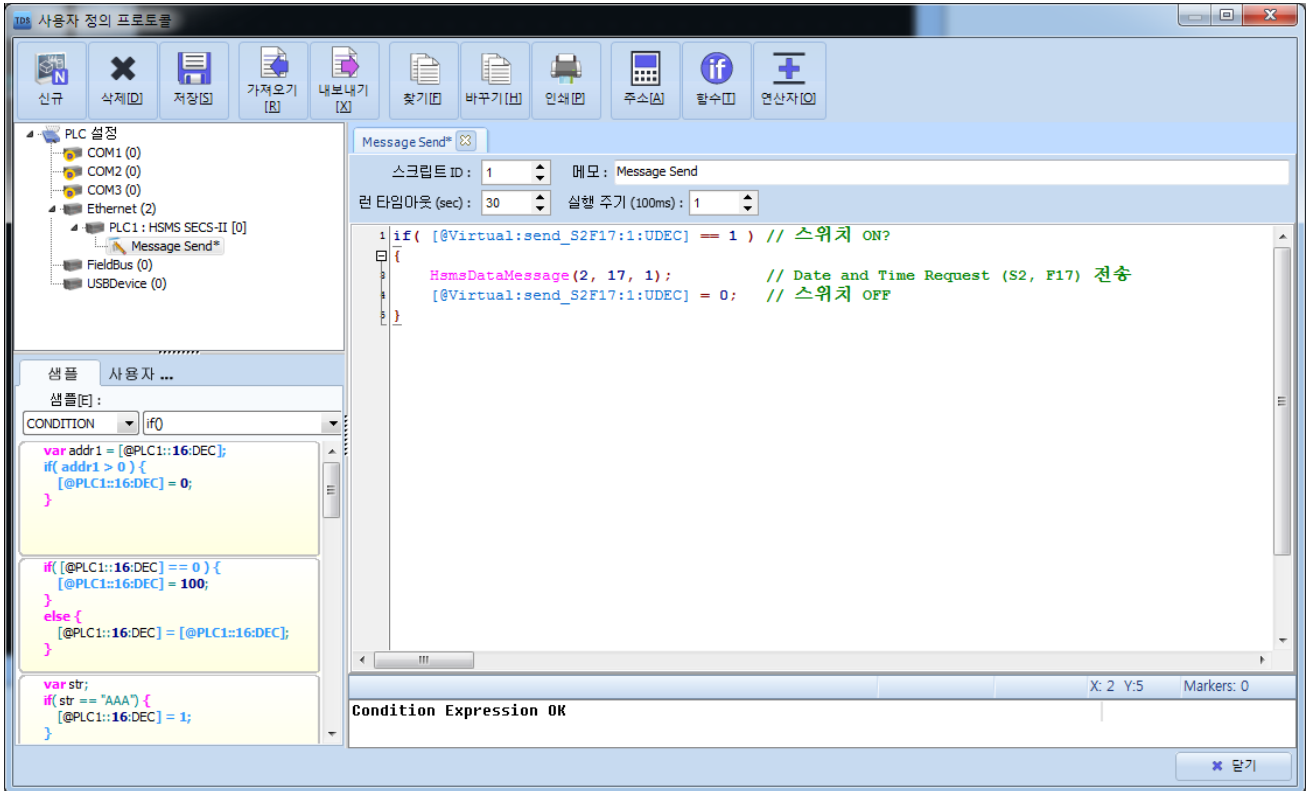 TDS 사용자 정의 프로토콜
신규 삭제[D] 저장[S] 가져오기[R] 내보내기[X] 찾기[F] 바꾸기[H] 인쇄[P] 주소[A] 함수[T] 연산자[O]
PLC 설정
COM1 (0)
COM2 (0)
COM3 (0)
Ethernet (2)
PLC1 : HSMS SECS-II [0]
Message Send*
FieldBus (0)
USBDevice (0)
샘플 사용자 ...
샘플[E] :
CONDITION if()
var addr1 = [@PLC1::16:DEC];
if( addr1 > 0 ) {
[@PLC1::16:DEC] = 0;
}
if( [@PLC1::16:DEC] == 0 ) {
[@PLC1::16:DEC] = 100;
}
else {
[@PLC1::16:DEC] = [@PLC1::16:DEC];
}
var str;
if( str == "AAA") {
[@PLC1::16:DEC] = 1;
}
Message Send*
스크립트 ID : 1 메모 : Message Send
런 타임아웃 (sec) : 30 실행 주기 (100ms) : 1
1 if( [@Virtual:send_S2F17:1:UDEC] == 1 ) // 스위치 ON?
{
3 HsmsDataMessage(2, 17, 1); // Date and Time Request (S2, F17) 전송
4 [@Virtual:send_S2F17:1:UDEC] = 0; // 스위치 OFF
5 }
X: 2 Y:5 Markers: 0
Condition Expression OK
닫기